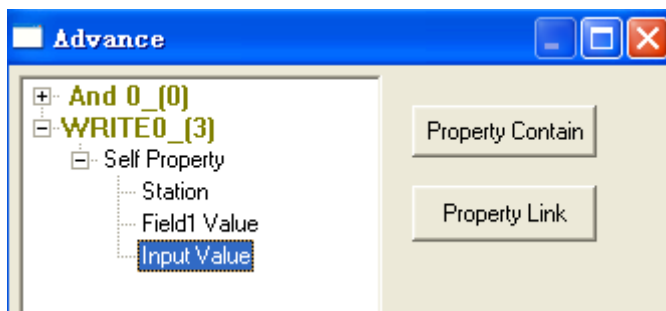 Advance
And 0_(0)
WRITE0_(3)
Self Property
Station
Field1 Value
Input Value
Property Contain
Property Link